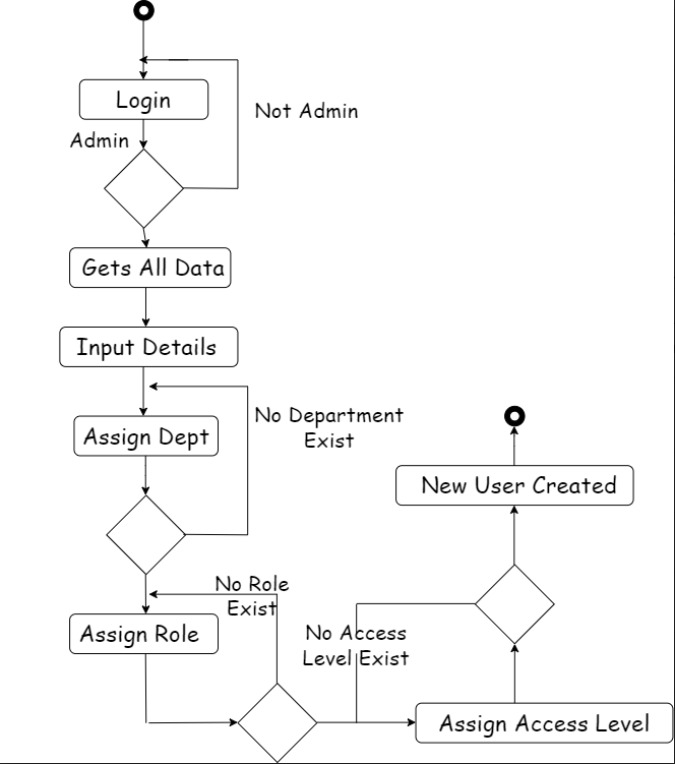 Login
Not Admin
Admin
Gets All Data
Input Details
No Department
Exist
Assign Dept
New User Created
No Role
Exist
Assign Role
No Access
Level Exist
Assign Access Level